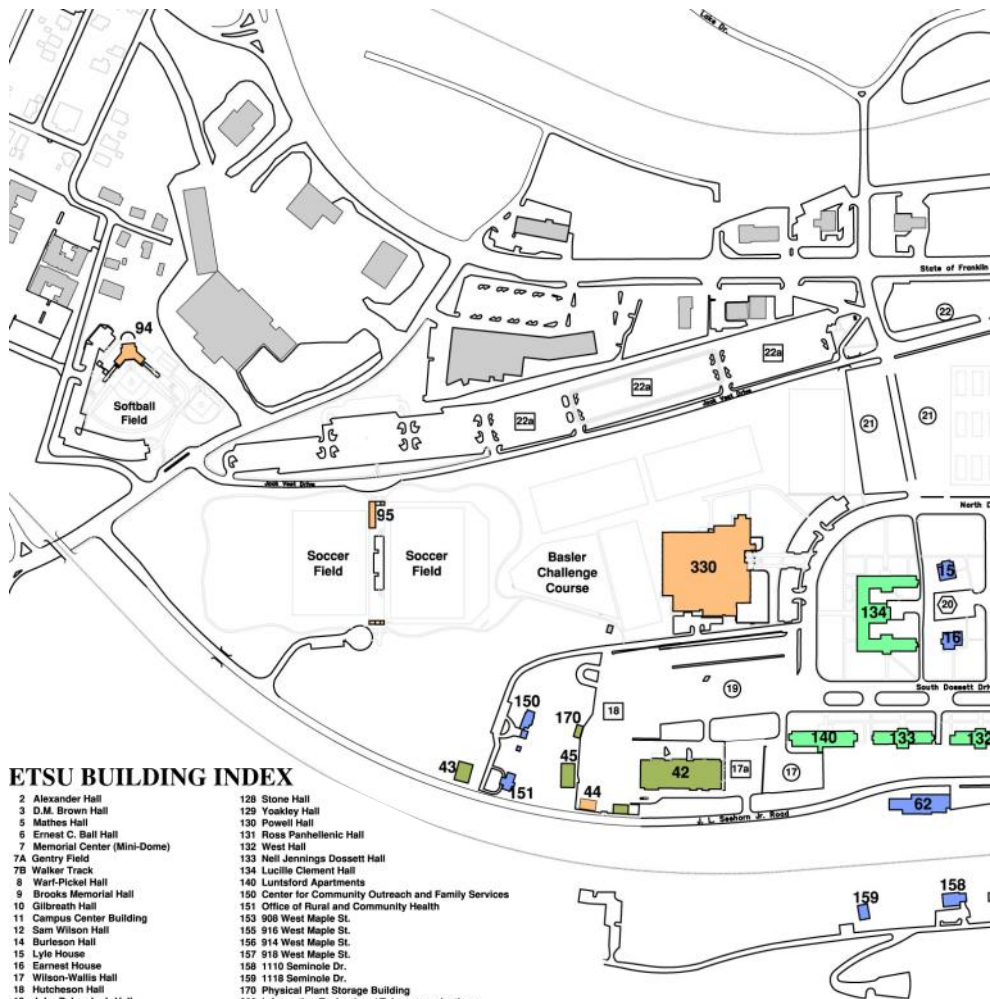 Lake Dr.
State of Franklin
22
94
22a
22a
22a
Softball
Field
Jack Vest Drive
21
21
Jack Vest Drive
95
North D
Soccer
Field
Soccer
Field
Basler
Challenge
Course
330
15
134
20
16
South Dossett Driv
19
150
170
18
140
133
132
43
45
42
17a
17
151
44
62
J. L. Seehorn Jr. Road
159
158
11
ETSU BUILDING INDEX
2 Alexander Hall
3 D.M. Brown Hall
5 Mathes Hall
6 Ernest C. Ball Hall
7 Memorial Center (Mini-Dome)
7A Gentry Field
7B Walker Track
8 Warf-Pickel Hall
9 Brooks Memorial Hall
10 Gilbreath Hall
11 Campus Center Building
12 Sam Wilson Hall
14 Burleson Hall
15 Lyle House
16 Earnest House
17 Wilson-Wallis Hall
18 Hutcheson Hall
128 Stone Hall
129 Yoakley Hall
130 Powell Hall
131 Ross Panhellenic Hall
132 West Hall
133 Nell Jennings Dossett Hall
134 Lucille Clement Hall
140 Luntsford Apartments
150 Center for Community Outreach and Family Services
151 Office of Rural and Community Health
153 908 West Maple St.
155 916 West Maple St.
156 914 West Maple St.
157 918 West Maple St.
158 1110 Seminole Dr.
159 1118 Seminole Dr.
170 Physical Plant Storage Building